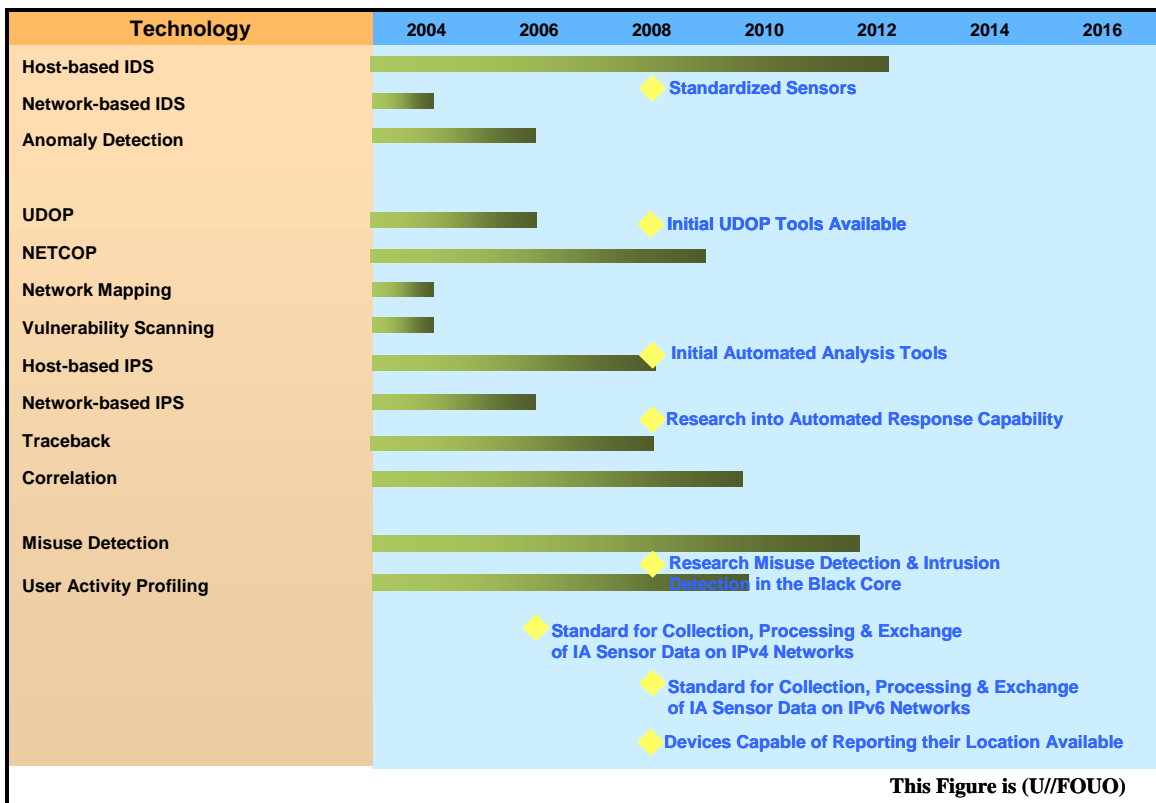 Technology 2004 2006 2008 2010 2012 2014 2016
Host-based IDS
Standardized Sensors
Network-based IDS
Anomaly Detection
UDOP
Initial UDOP Tools Available
NETCOP
Network Mapping
Vulnerability Scanning
Initial Automated Analysis Tools
Host-based IPS
Network-based IPS
Research into Automated Response Capability
Traceback
Correlation
Misuse Detection
Research Misuse Detection & Intrusion
Detection in the Black Core
User Activity Profiling
Standard for Collection, Processing & Exchange
of IA Sensor Data on IPv4 Networks
Standard for Collection, Processing & Exchange
of IA Sensor Data on IPv6 Networks
Devices Capable of Reporting their Location Available
This Figure is (U//FOUO)